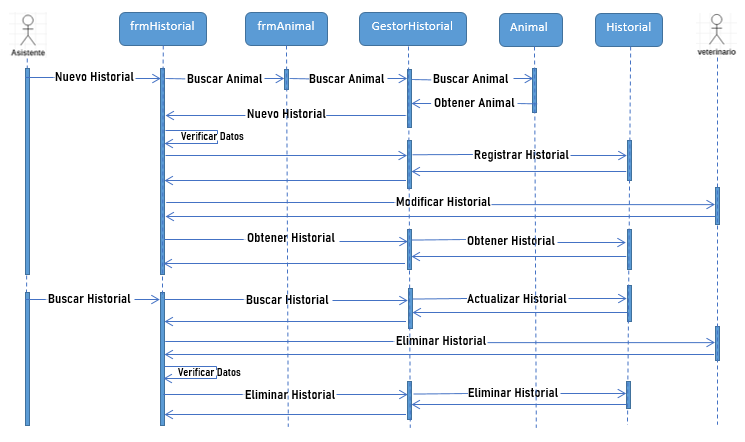 frmHistorial
frmAnimal
GestorHistorial
Animal
Historial
Asistente
veterinario
Nuevo Historial
Buscar Animal
Buscar Animal
Buscar Animal
Obtener Animal
Nuevo Historial
Verificar Datos
Registrar Historial
Modificar Historial
Obtener Historial
Obtener Historial
Buscar Historial
Buscar Historial
Actualizar Historial
Eliminar Historial
Verificar Datos
Eliminar Historial
Eliminar Historial